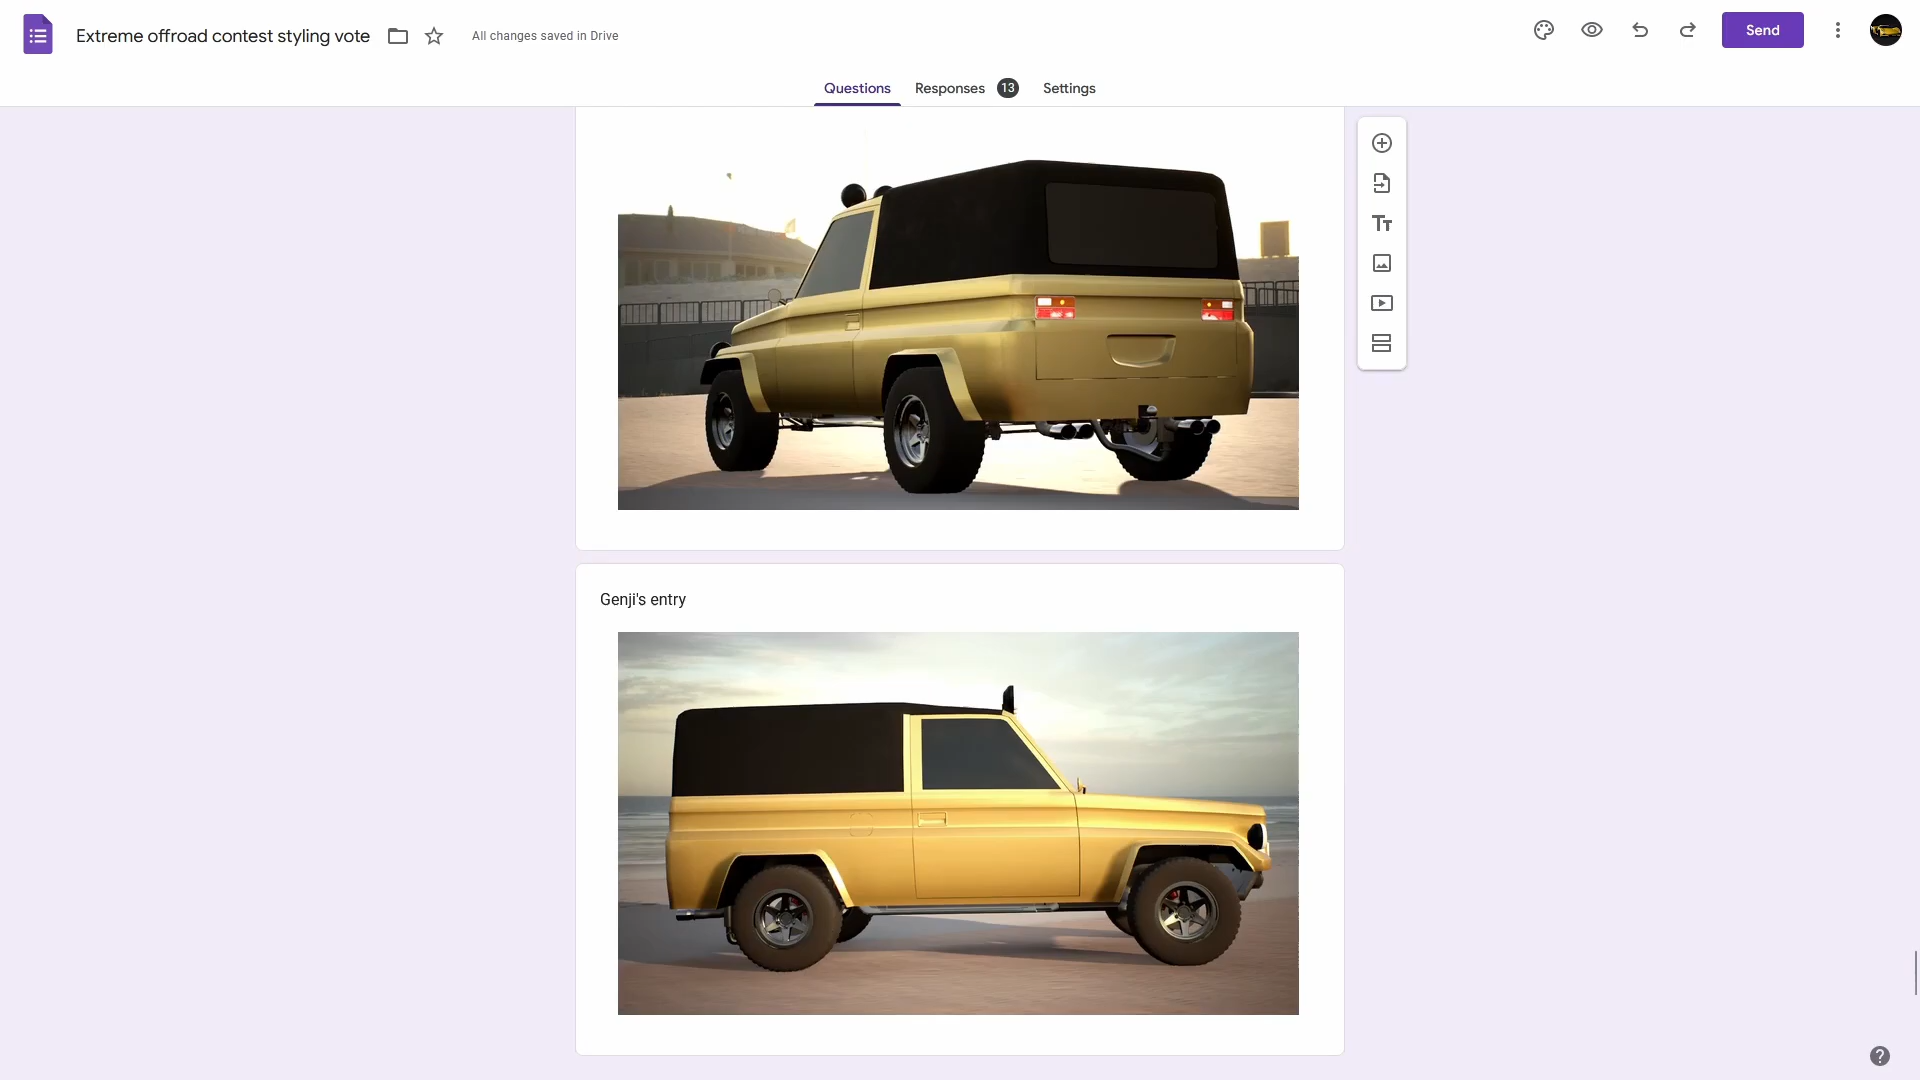 Extreme offroad contest styling vote
All changes saved in Drive
Send
Questions
Responses 13
Settings
Genji's entry